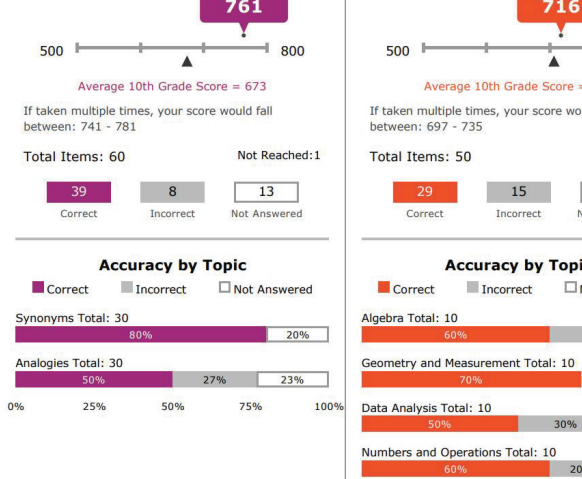 761
500
800
Average 10th Grade Score = 673
If taken multiple times, your score would fall
between: 741 - 781
Total Items: 60
Not Reached:1
39
8
13
Correct
Incorrect
Not Answered
Accuracy by Topic
Correct
Incorrect
Not Answered
Synonyms Total: 30
80%
20%
Analogies Total: 30
50%
27%
23%
0%
25%
50%
75%
100%
716
500
Average 10th Grade Score =
If taken multiple times, your score
between: 697 - 735
Total Items: 50
29
15
Correct
Incorrect
Accuracy by
Correct
Incorrect
Algebra Total: 10
60%
Geometry and Measurement Total: 10
70%
Data Analysis Total: 10
50%
30%
Numbers and Operations Total: 10
60%